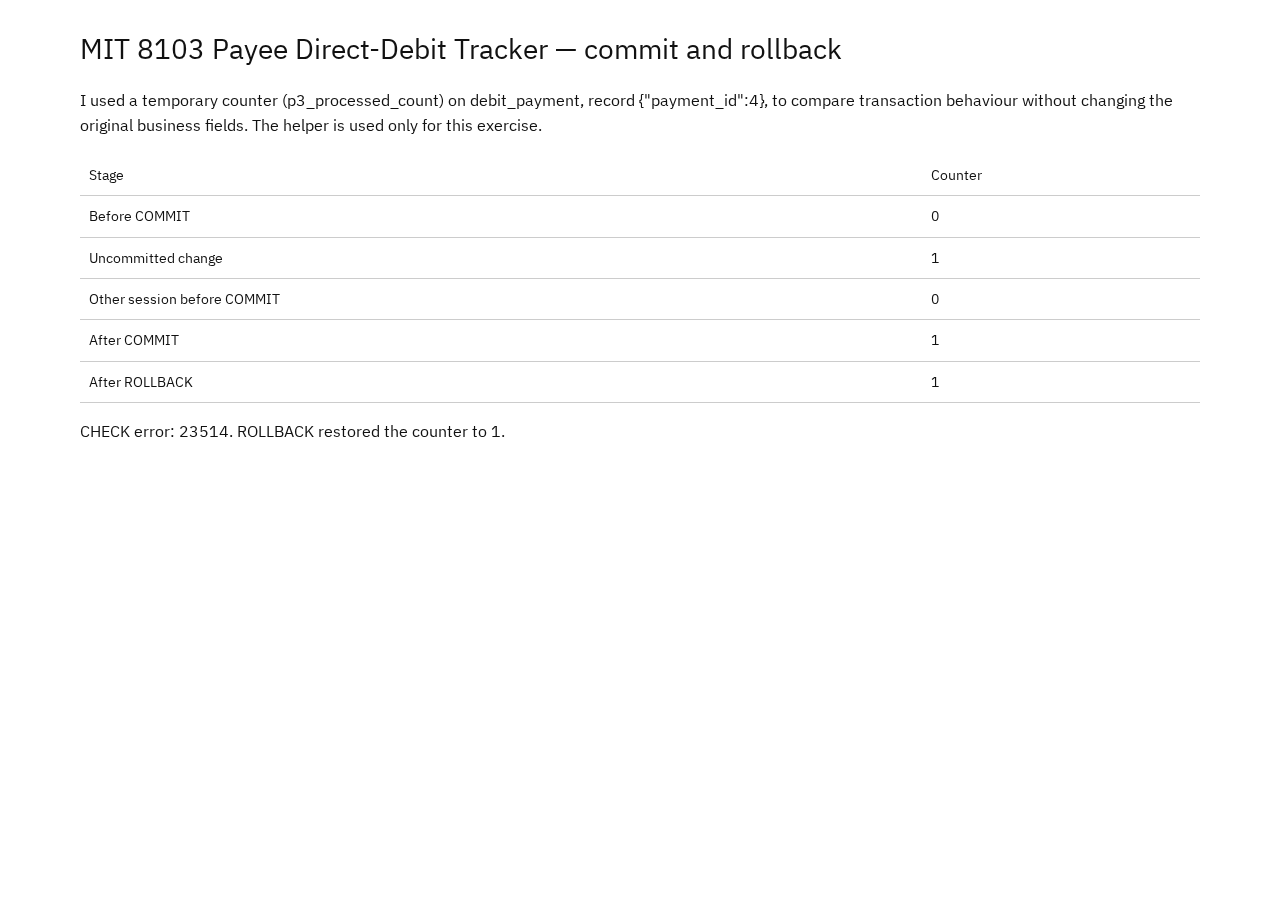 MIT 8103 Payee Direct-Debit Tracker — commit and rollback
I used a temporary counter (p3_processed_count) on debit_payment, record {"payment_id":4}, to compare transaction behaviour without changing the
original business fields. The helper is used only for this exercise.
Stage Counter
Before COMMIT 0
Uncommitted change 1
Other session before COMMIT 0
After COMMIT 1
After ROLLBACK 1
CHECK error: 23514. ROLLBACK restored the counter to 1.